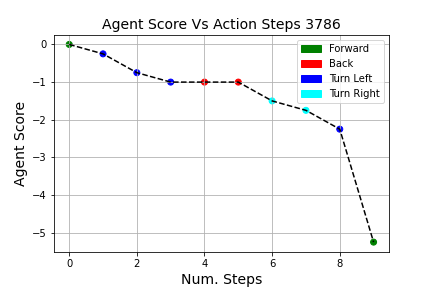 Agent Score Vs Action Steps 3786
Agent Score
0
−1
−2
−3
−4
−5
Forward
Back
Turn Left
Turn Right
0 2 4 6 8
Num. Steps